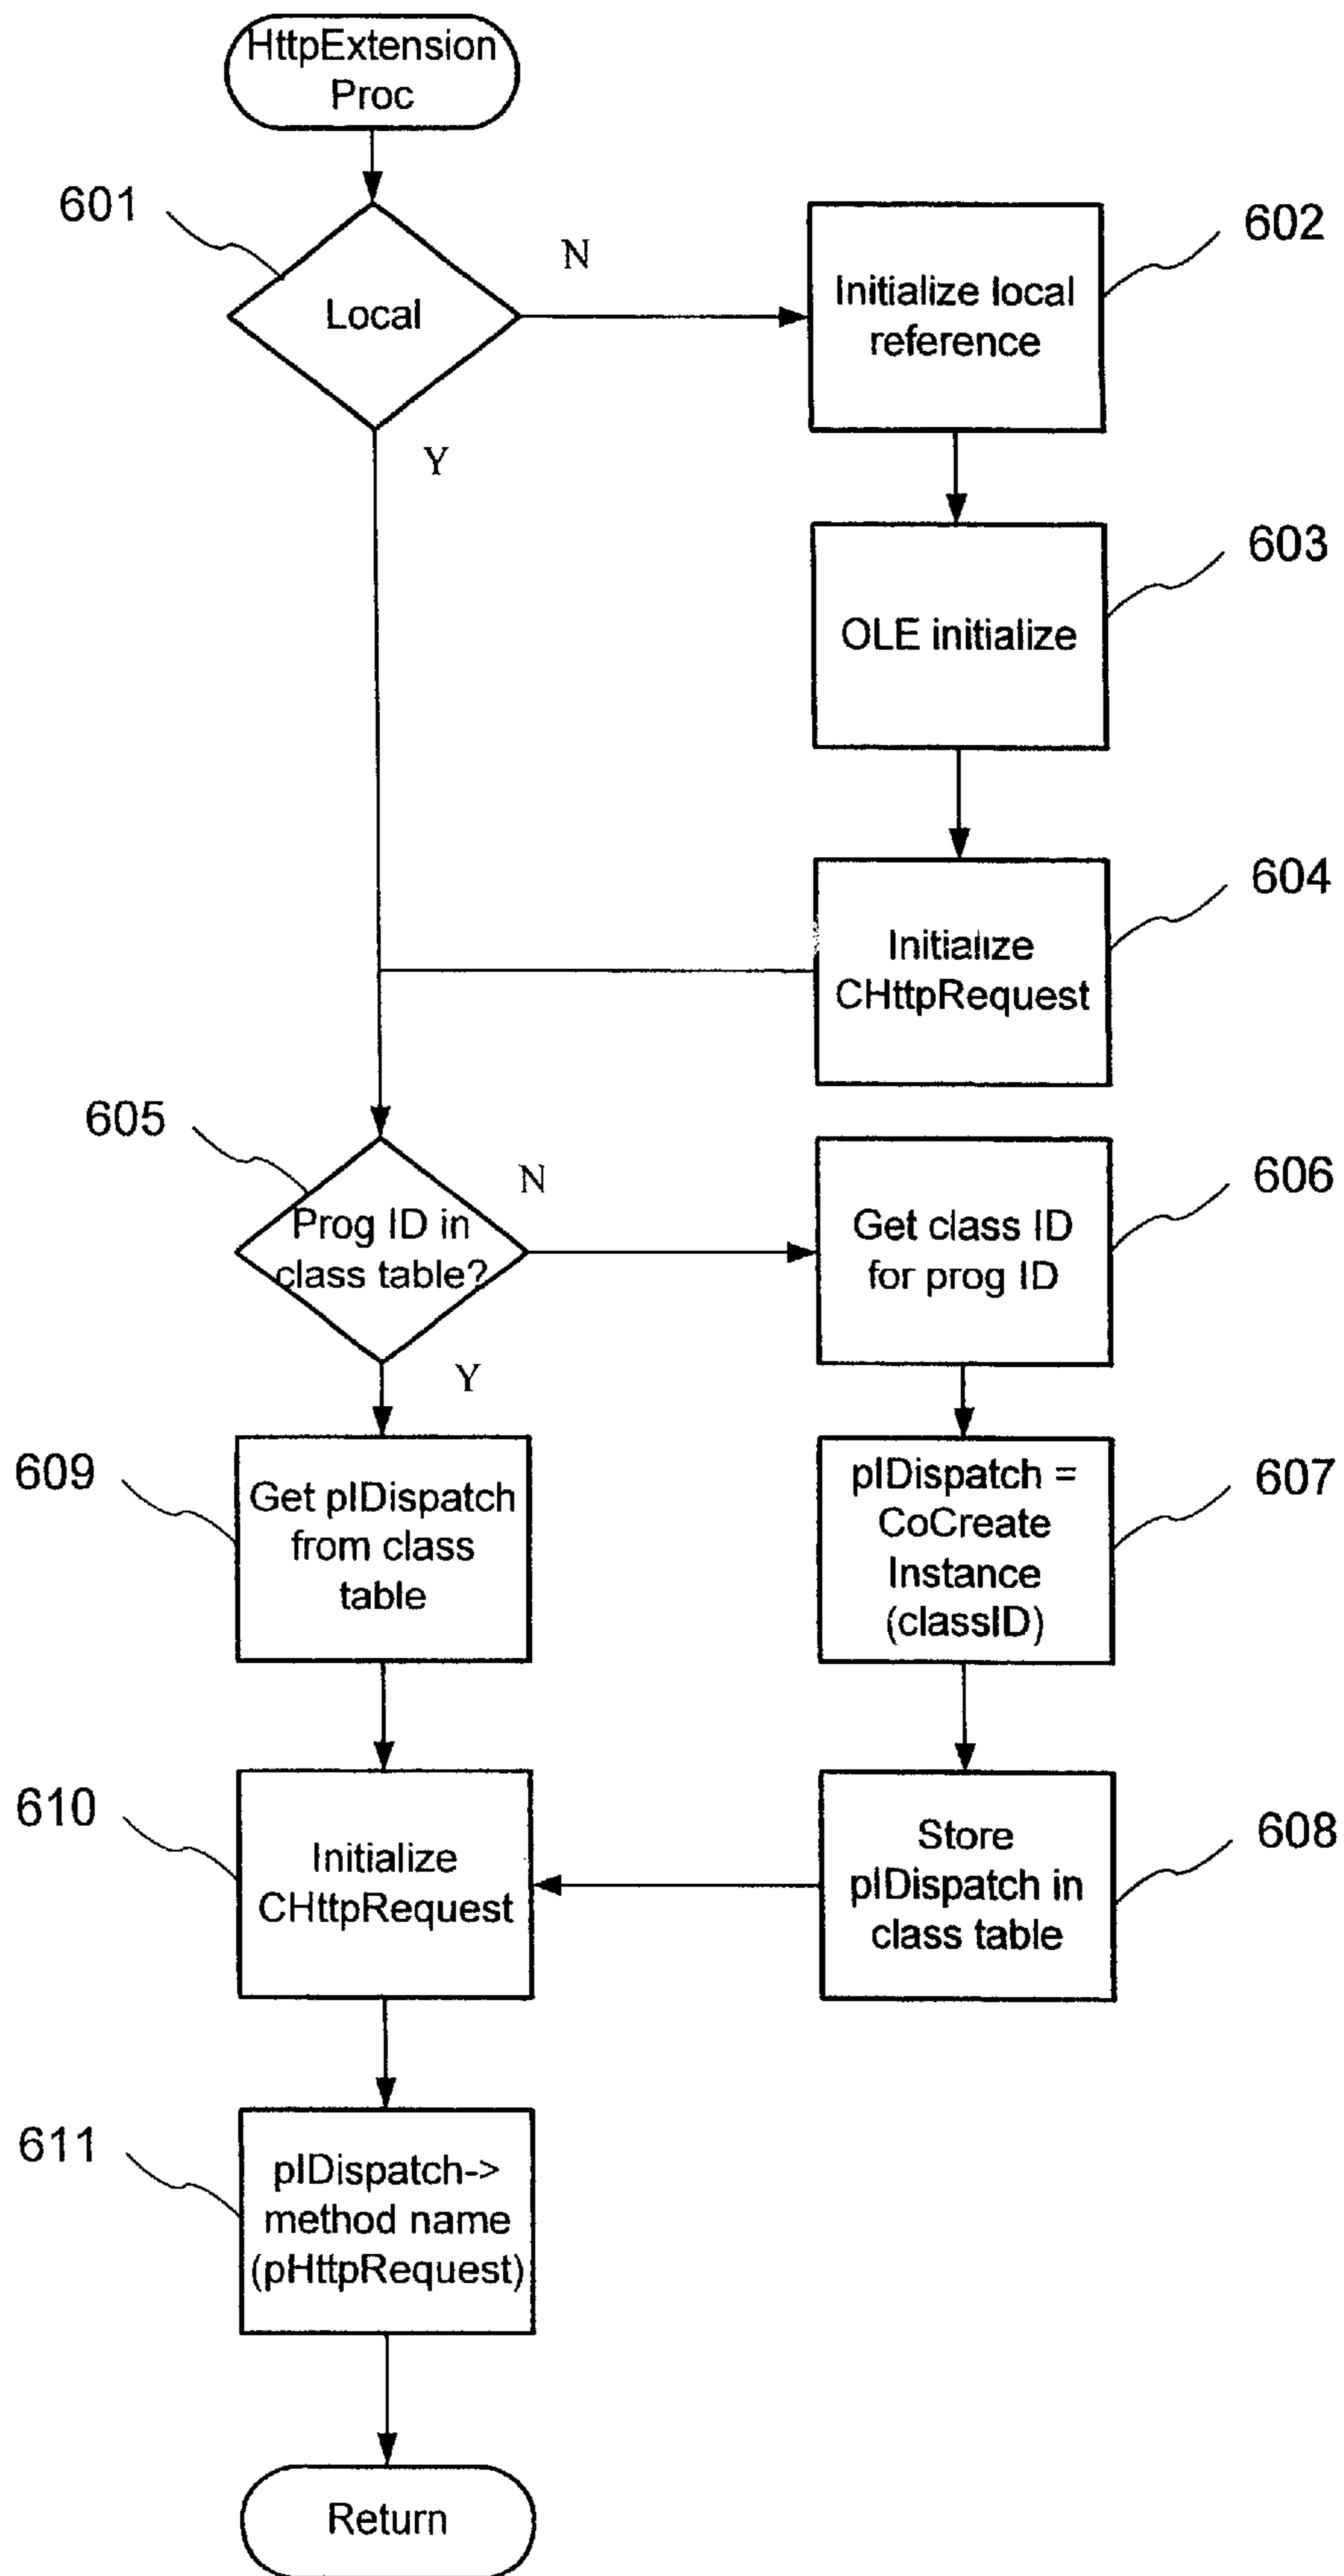 HttpExtension
Proc
601
Local
N
Y
602
Initialize local
reference
603
OLE initialize
604
Initialize
CHttpRequest
605
Prog ID in
class table?
N
Y
606
Get class ID
for prog ID
607
pIDispatch =
CoCreate
Instance
(classID)
608
Store
pIDispatch in
class table
609
Get pIDispatch
from class
table
610
Initialize
CHttpRequest
611
pIDispatch->
method name
(pHttpRequest)
Return